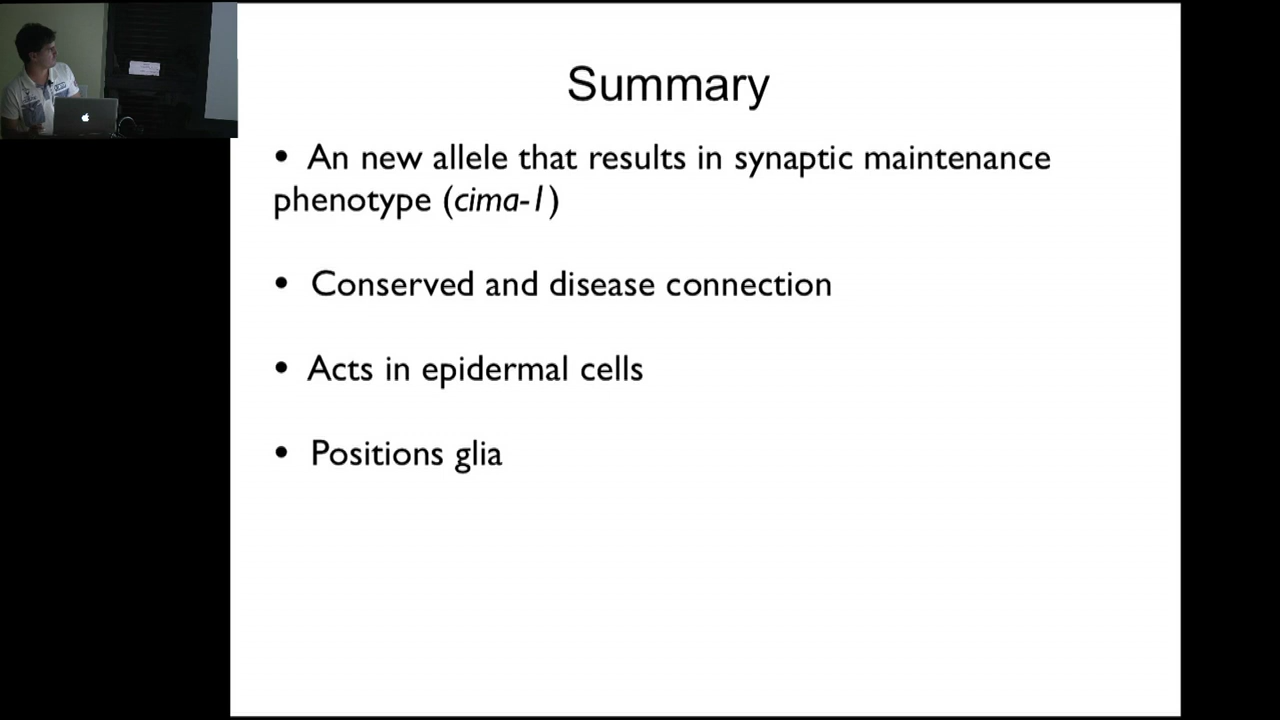 Summary
• An new allele that results in synaptic maintenance
phenotype (cima-1)
• Conserved and disease connection
• Acts in epidermal cells
• Positions glia